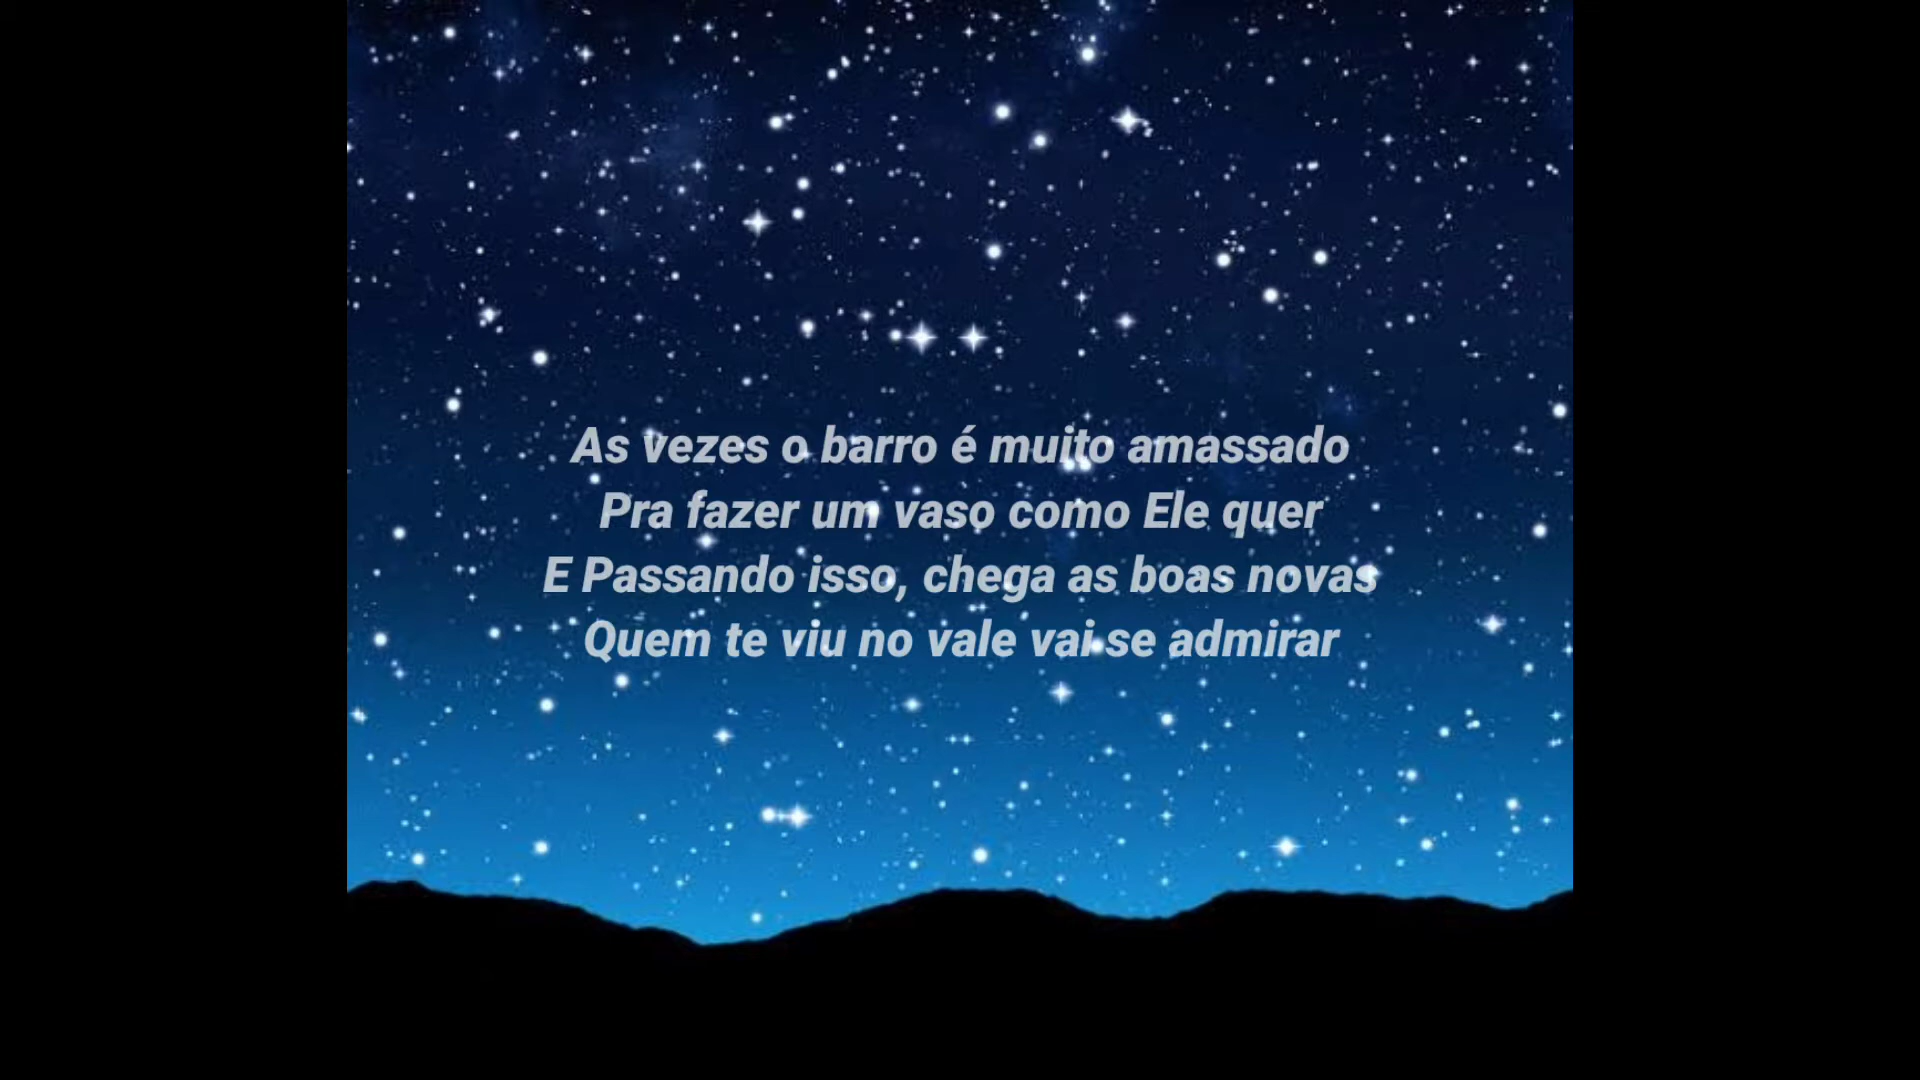 As vezes o barro é muito amassado
Pra fazer um vaso como Ele quer
E Passando isso, chega as boas novas
Quem te viu no vale vai se admirar